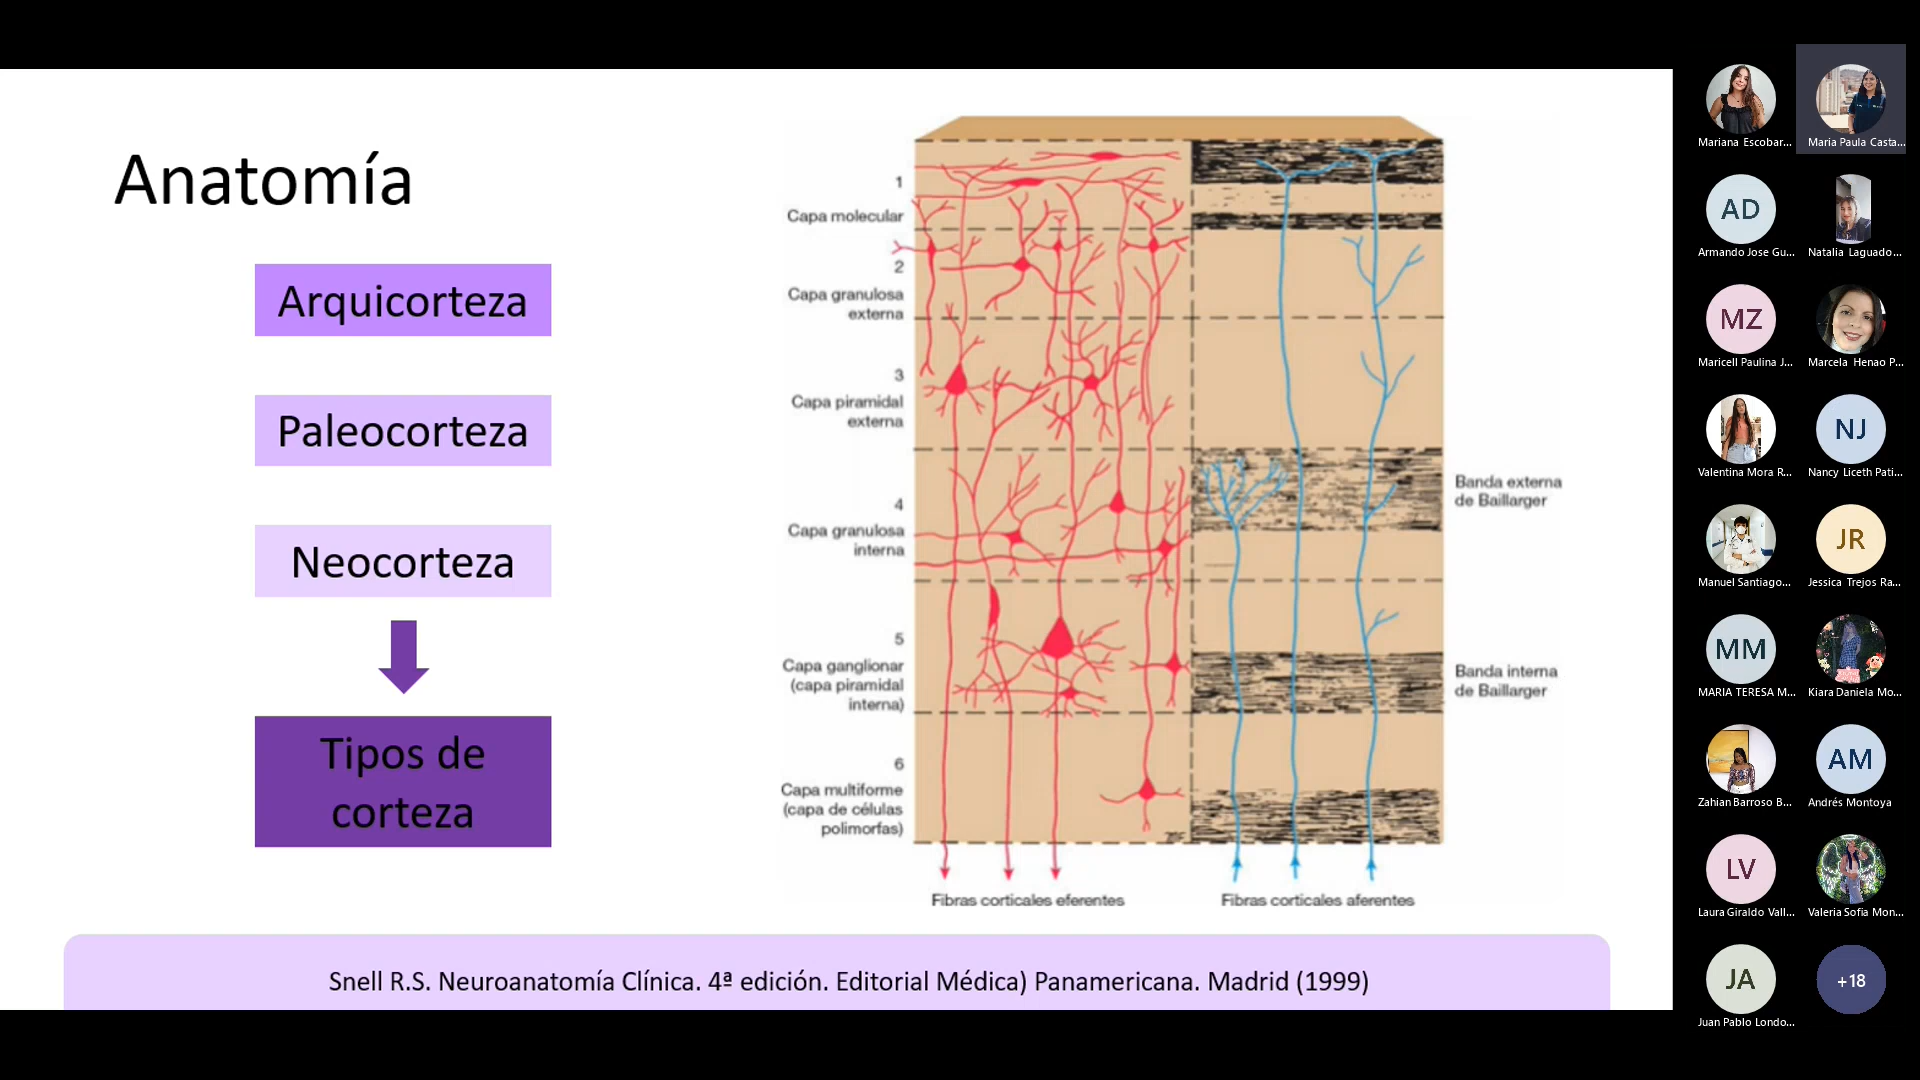 Anatomía
Arquicorteza
Paleocorteza
Neocorteza
Tipos de
corteza
1
Capa molecular
2
Capa granulosa
externa
3
Capa piramidal
externa
4
Capa granulosa
interna
5
Capa ganglionar
(capa piramidal
interna)
6
Capa multiforme
(capa de células
polimorfas)
Banda externa
de Baillarger
Banda interna
de Baillarger
Fibras corticales eferentes
Fibras corticales aferentes
Snell R.S. Neuroanatomía Clínica. 4ª edición. Editorial Médica) Panamericana. Madrid (1999)
Mariana Escobar...
Maria Paula Casta...
AD
Armando Jose Gu...
Natalia Laguado...
MZ
Maricell Paulina J...
Marcela Henao P...
Valentina Mora R...
NJ
Nancy Liceth Pati...
Manuel Santiago...
JR
Jessica Trejos Ra...
MM
MARIA TERESA M...
Kiara Daniela Mo...
Zahian Barroso B...
AM
Andrés Montoya
LV
Laura Giraldo Vall...
Valeria Sofia Mon...
JA
Juan Pablo Londo...
+18